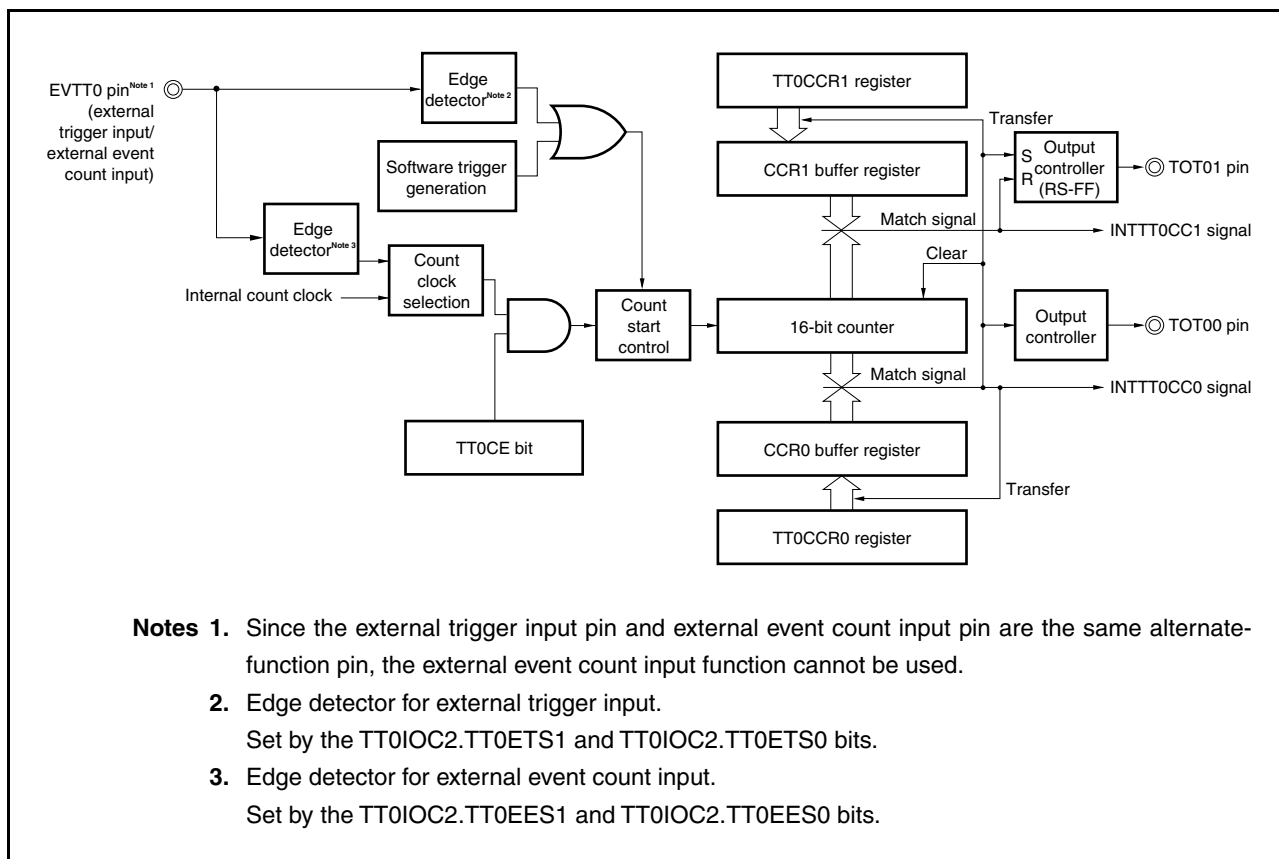 EVTT0 pinNote 1
(external
trigger input/
external event
count input)
Edge
detectorNote 2
Software trigger
generation
Edge
detectorNote 3
Internal count clock
Count
clock
selection
TT0CE bit
Count
start
control
TT0CCR1 register
Transfer
CCR1 buffer register
S
R
Output
controller
(RS-FF)
TOT01 pin
Match signal
INTTT0CC1 signal
Clear
16-bit counter
Output
controller
TOT00 pin
Match signal
INTTT0CC0 signal
CCR0 buffer register
Transfer
TT0CCR0 register
Notes 1. Since the external trigger input pin and external event count input pin are the same alternate-
function pin, the external event count input function cannot be used.
2. Edge detector for external trigger input.
Set by the TT0IOC2.TT0ETS1 and TT0IOC2.TT0ETS0 bits.
3. Edge detector for external event count input.
Set by the TT0IOC2.TT0EES1 and TT0IOC2.TT0EES0 bits.